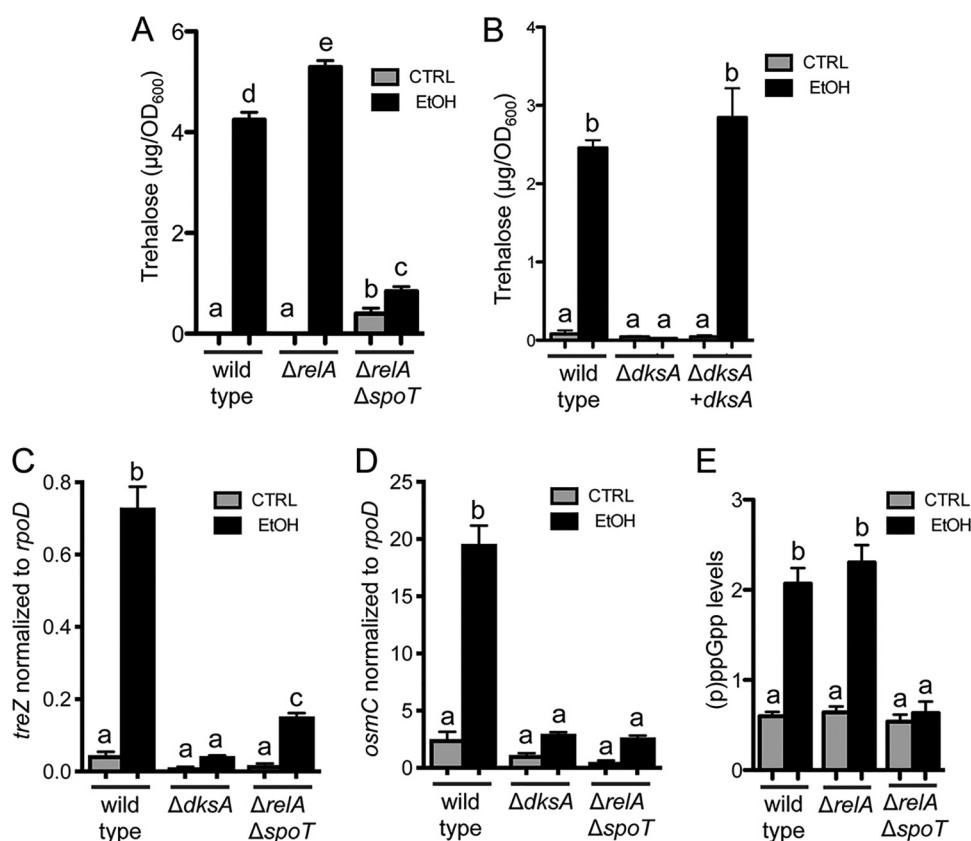 A
Trehalose (µg/OD600)
6
4
2
0
CTRL
EtOH
a
d
a
e
b
c
wild
type
ΔrelA
ΔrelA
ΔspoT
B
Trehalose (µg/OD600)
4
3
2
1
0
CTRL
EtOH
a
b
a
a
a
b
wild
type
ΔdksA
ΔdksA
+dksA
C
treZ normalized to rpoD
0.8
0.6
0.4
0.2
0.0
CTRL
EtOH
a
b
a
a
a
c
wild
type
ΔdksA
ΔrelA
ΔspoT
D
osmC normalized to rpoD
25
20
15
10
5
0
CTRL
EtOH
a
b
a
a
a
a
wild
type
ΔdksA
ΔrelA
ΔspoT
E
(p)ppGpp levels
3
2
1
0
CTRL
EtOH
a
b
a
b
a
a
wild
type
ΔrelA
ΔrelA
ΔspoT